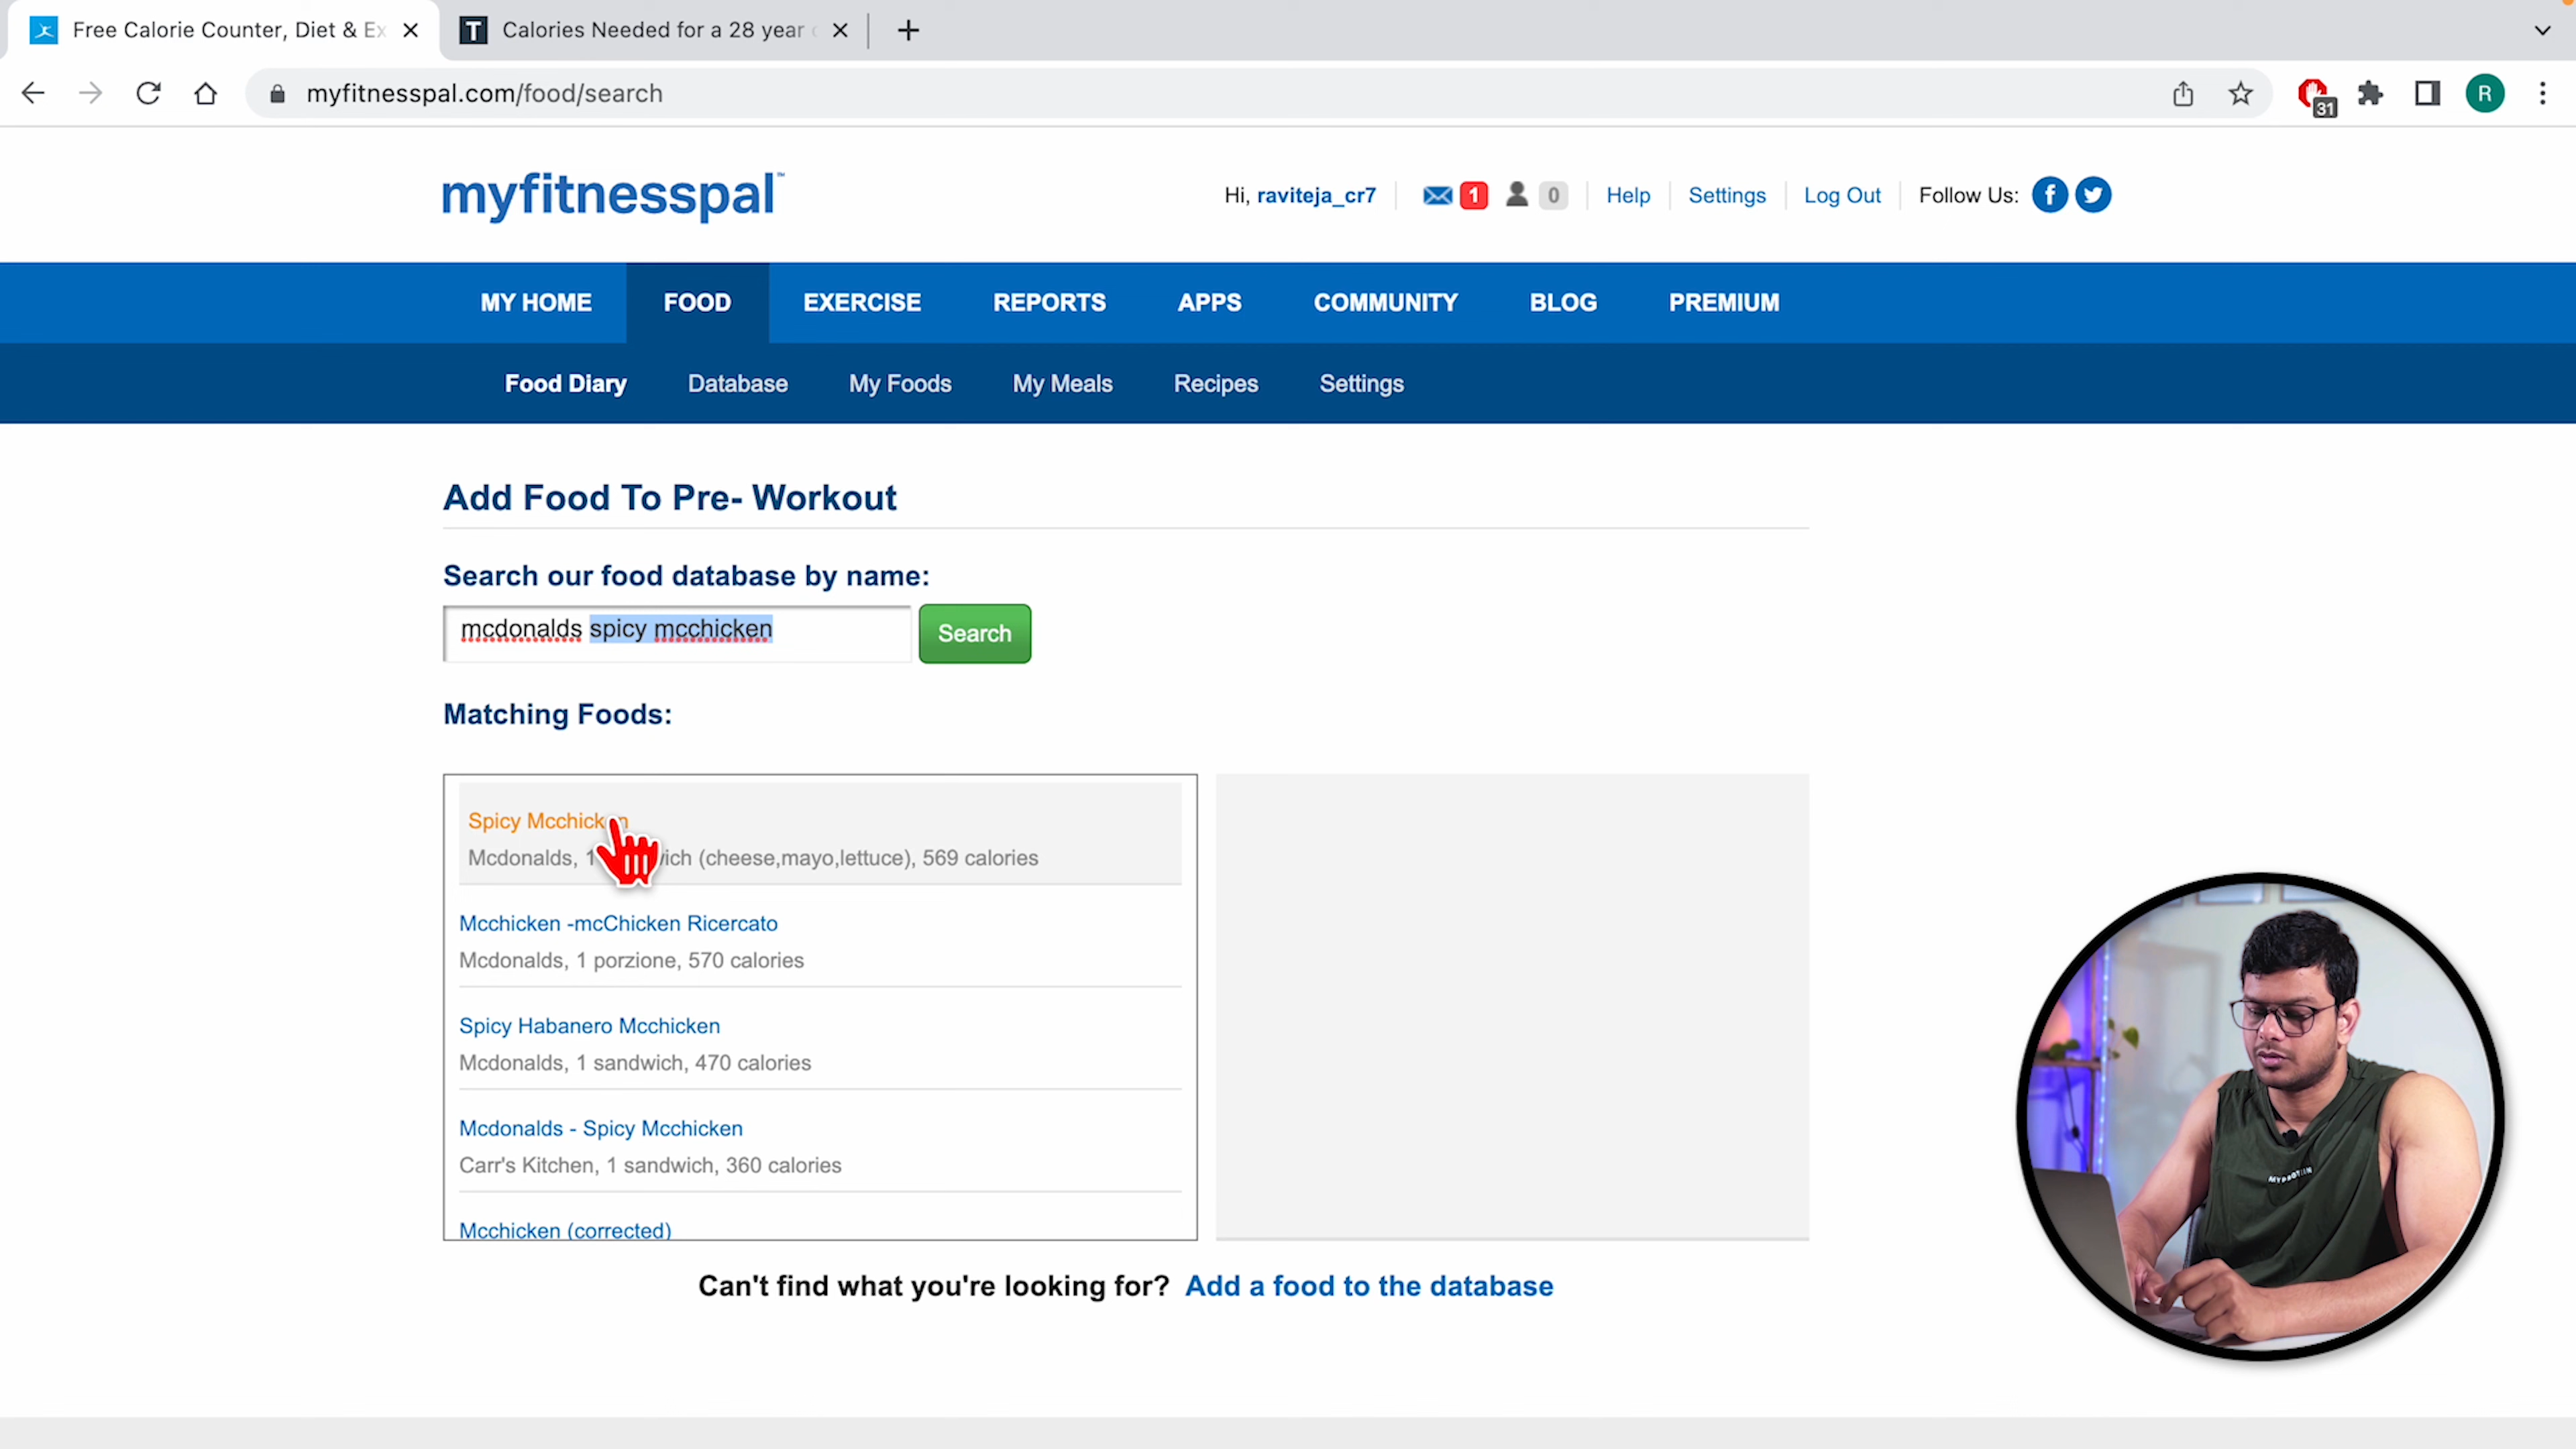 Free Calorie Counter, Diet & Ex
T Calories Needed for a 28 year
myfitnesspal.com/food/search
31
R
myfitnesspal™
Hi, raviteja_cr7 1 0 Help Settings Log Out Follow Us: f
MY HOME FOOD EXERCISE REPORTS APPS COMMUNITY BLOG PREMIUM
Food Diary Database My Foods My Meals Recipes Settings
Add Food To Pre- Workout
Search our food database by name:
mcdonalds spicy mcchicken Search
Matching Foods:
Spicy Mcchicken
Mcdonalds, 1 (cheese,mayo,lettuce), 569 calories
Mcchicken -mcChicken Ricercato
Mcdonalds, 1 porzione, 570 calories
Spicy Habanero Mcchicken
Mcdonalds, 1 sandwich, 470 calories
Mcdonalds - Spicy Mcchicken
Carr's Kitchen, 1 sandwich, 360 calories
Mcchicken (corrected)
Can't find what you're looking for? Add a food to the database
MYPROTEIN